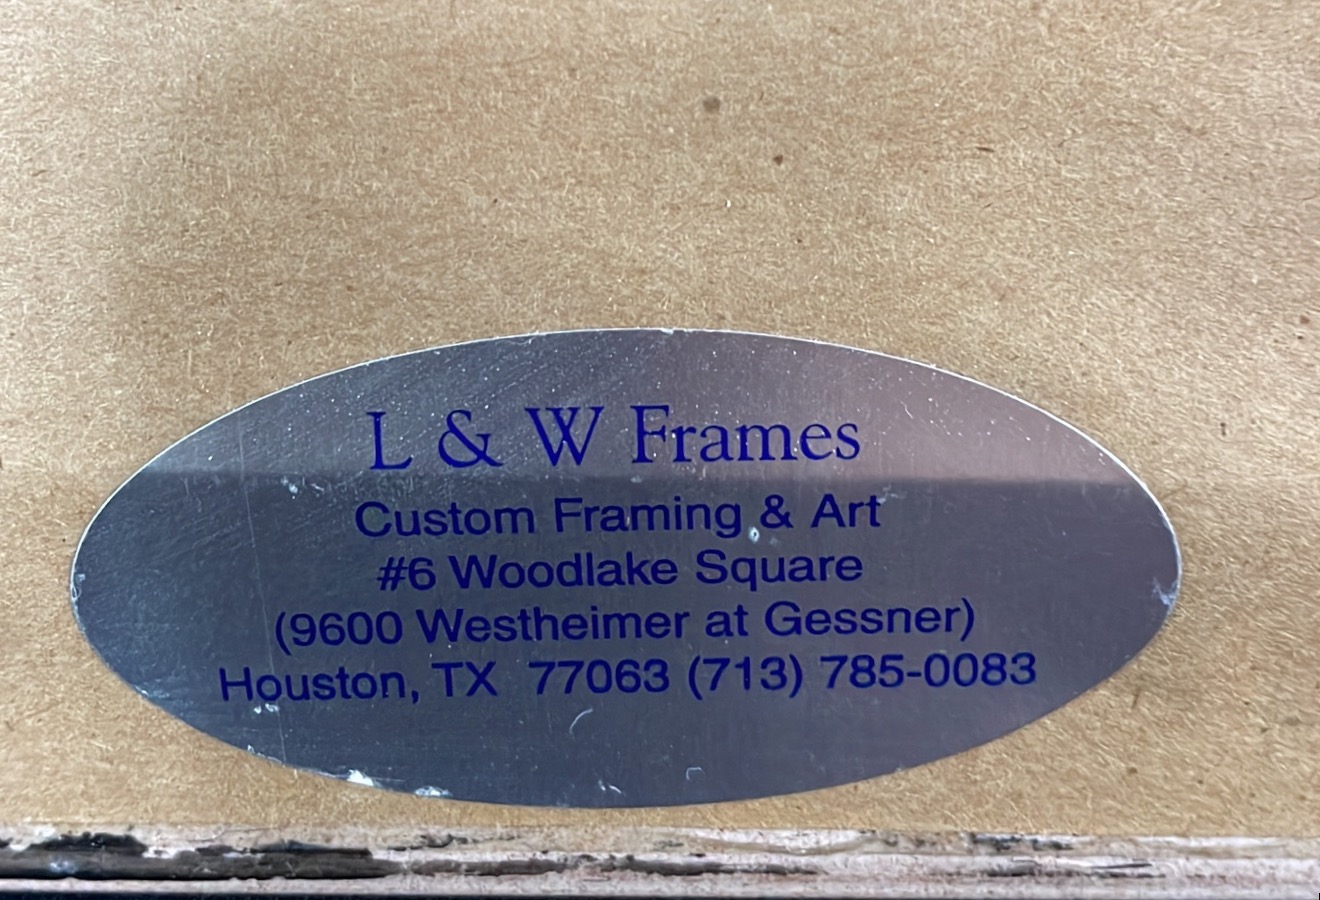 L & W Frames
Custom Framing & Art
#6 Woodlake Square
(9600 Westheimer at Gessner)
Houston, TX  77063 (713) 785-0083